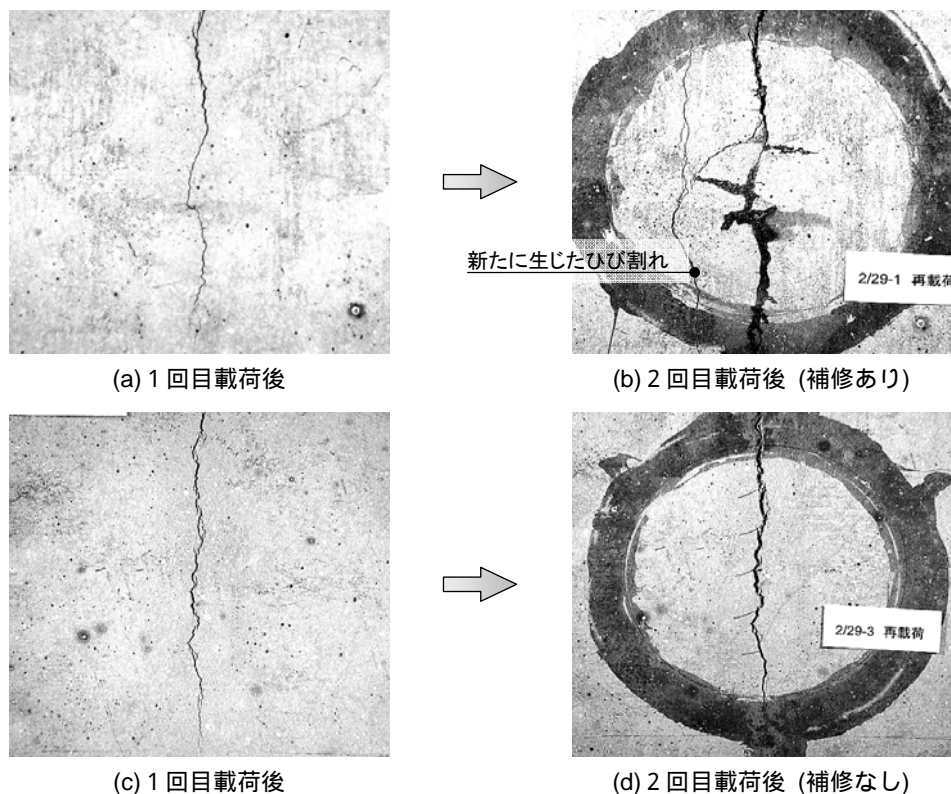 新たに生じたひび割れ
2/29-1 再載荷
(a) 1 回目載荷後
(b) 2 回目載荷後 (補修あり)
2/29-3 再載荷
(c) 1 回目載荷後
(d) 2 回目載荷後 (補修なし)